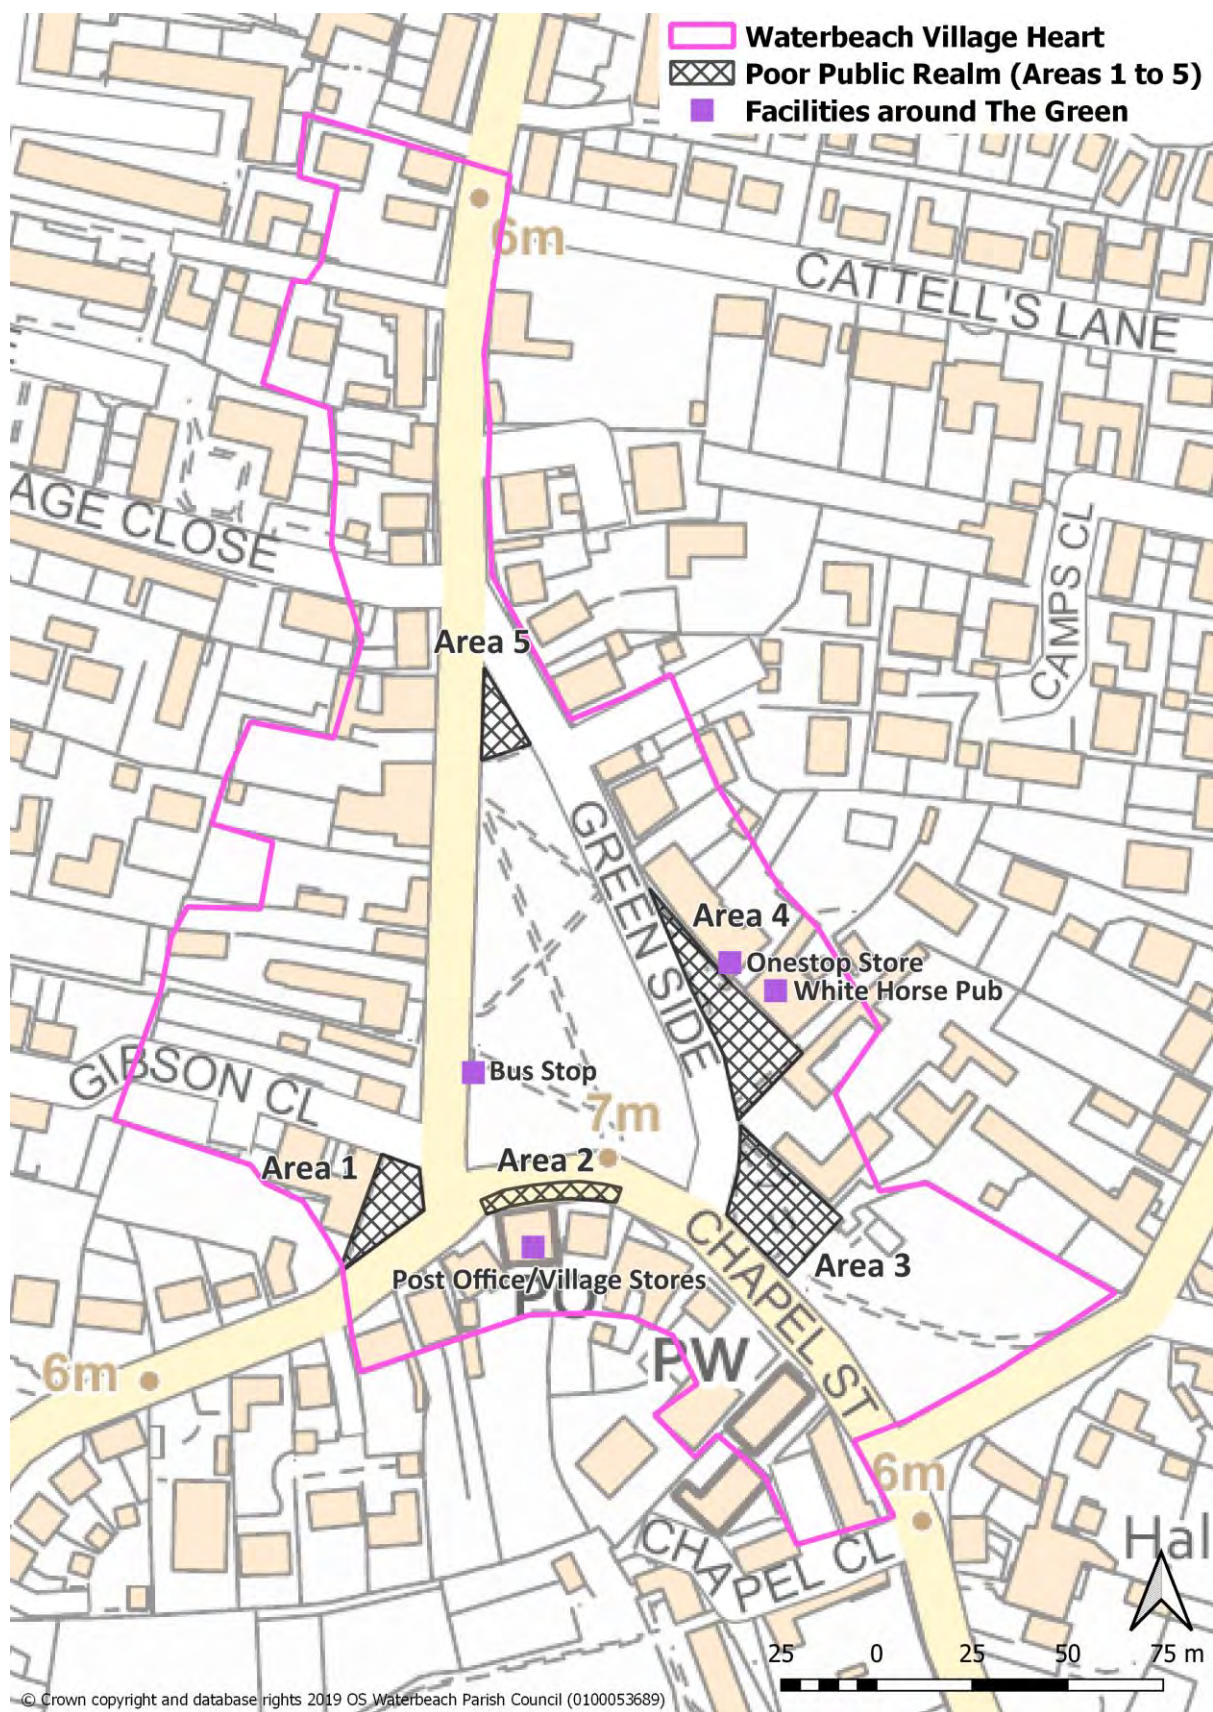 Waterbeach Village Heart
Poor Public Realm (Areas 1 to 5)
Facilities around The Green
6m
CATTELL'S LANE
AGE CLOSE
CAMPS CL
Area 5
GREEN SIDE
Area 4
Onestop Store
White Horse Pub
GIBSON CL
Bus Stop
7m
Area 1
Area 2
CHAPEL ST
Area 3
Post Office/Village Stores
PO
PW
6m
6m
Hal
CHAPEL CL
25 0 25 50 75 m
© Crown copyright and database rights 2019 OS Waterbeach Parish Council (0100053689)